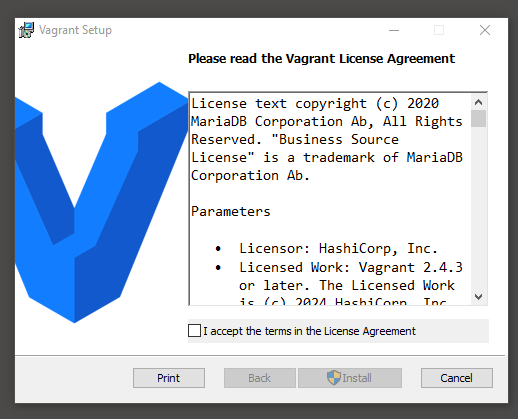 Vagrant Setup
Please read the Vagrant License Agreement
License text copyright (c) 2020
MariaDB Corporation Ab, All Rights
Reserved. "Business Source
License" is a trademark of MariaDB
Corporation Ab.
Parameters
• Licensor: HashiCorp, Inc.
• Licensed Work: Vagrant 2.4.3
or later. The Licensed Work
is (c) 2024 HashiCorp, Inc.
I accept the terms in the License Agreement
Print
Back
Install
Cancel